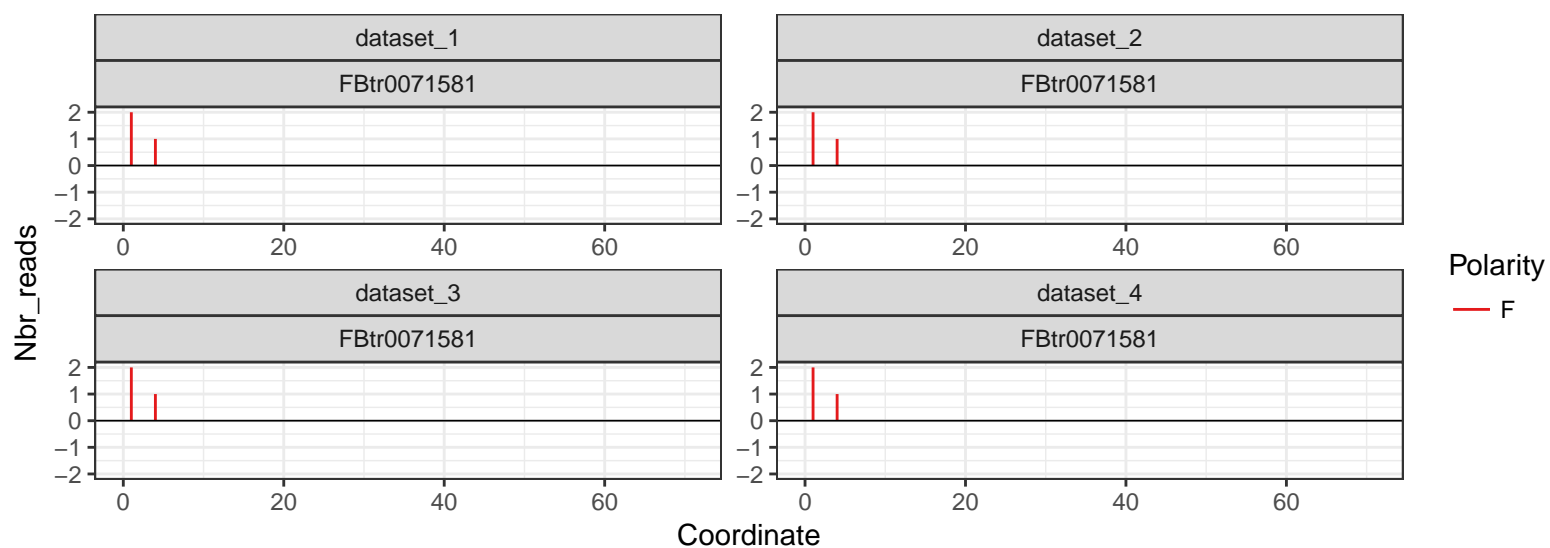 dataset_1
FBtr0071581
2
1
0
−1
−2
0 20 40 60
dataset_2
FBtr0071581
2
1
0
−1
−2
0 20 40 60
dataset_3
FBtr0071581
2
1
0
−1
−2
0 20 40 60
dataset_4
FBtr0071581
2
1
0
−1
−2
0 20 40 60
Nbr_reads
Coordinate
Polarity
F